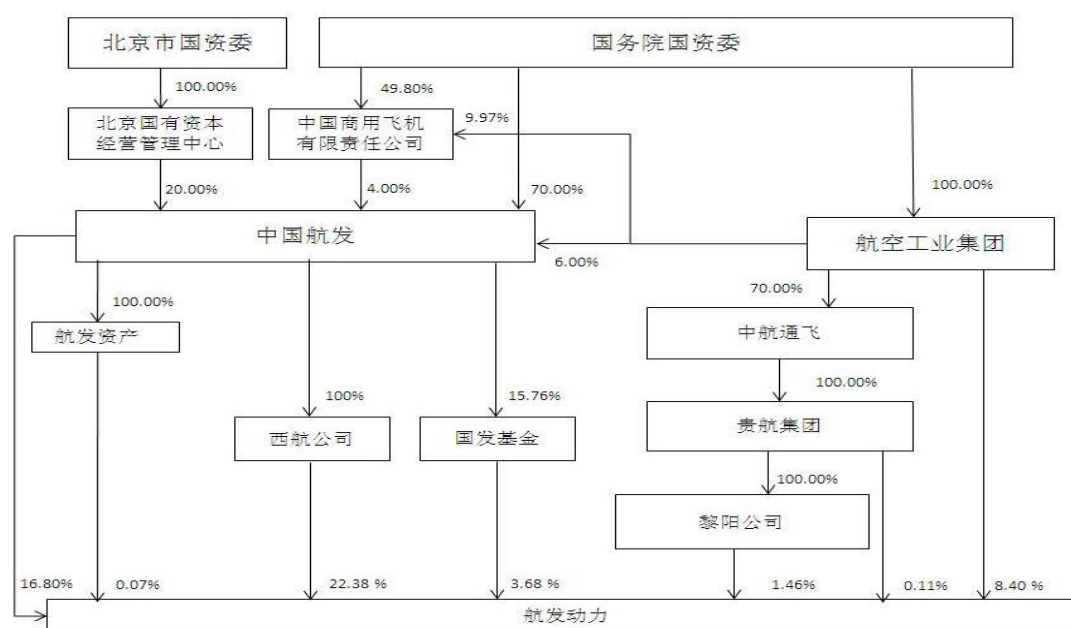 北京市国资委
国务院国资委
100.00%
49.80%
北京国有资本
经营管理中心
中国商用飞机
有限责任公司
9.97%
20.00%
4.00%
70.00%
100.00%
中国航发
航空工业集团
6.00%
100.00%
70.00%
航发资产
中航通飞
100%
15.76%
100.00%
西航公司
国发基金
贵航集团
100.00%
黎阳公司
16.80%
0.07%
22.38 %
3.68 %
1.46%
0.11%
8.40 %
航发动力